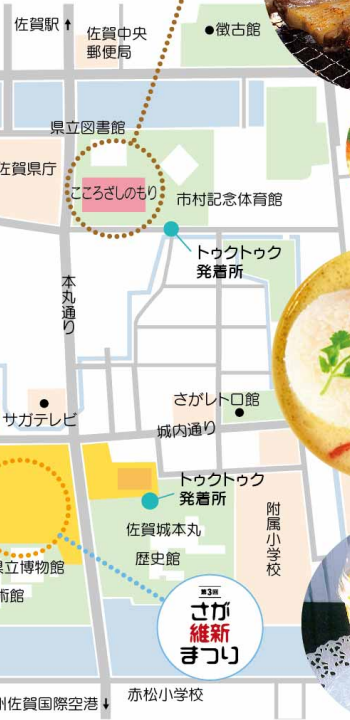 佐賀駅↑
佐賀中央
郵便局
徴古館
県立図書館
佐賀県庁
こころざしのもり
市村記念体育館
トゥクトゥク
発着所
本丸通り
さがレトロ館
サガテレビ
城内通り
トゥクトゥク
発着所
佐賀城本丸
歴史館
附属小学校
県立博物館
術館
第3回
さが
維新
まつり
赤松小学校
州佐賀国際空港↓